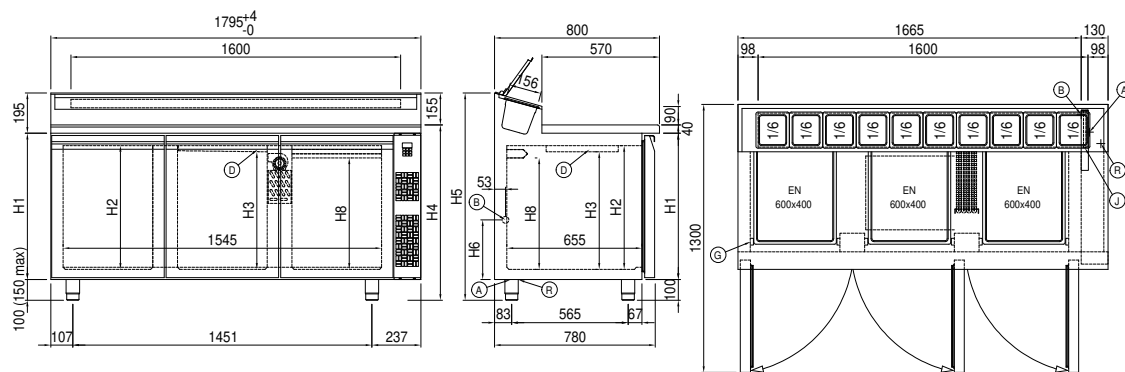 1795+4
-0
1600
195
155
D
H1
H2
H3
H8
H4
1545
100 (150 max)
107
1451
237
800
570
156
90
40
53
B
D
H5
H6
H8
H3
H2
H1
655
A
R
100
83
565
67
780
1665
130
98
1600
98
B
A
1/6
1/6
1/6
1/6
1/6
1/6
1/6
1/6
1/6
1/6
R
EN
600x400
EN
600x400
EN
600x400
J
G
1300